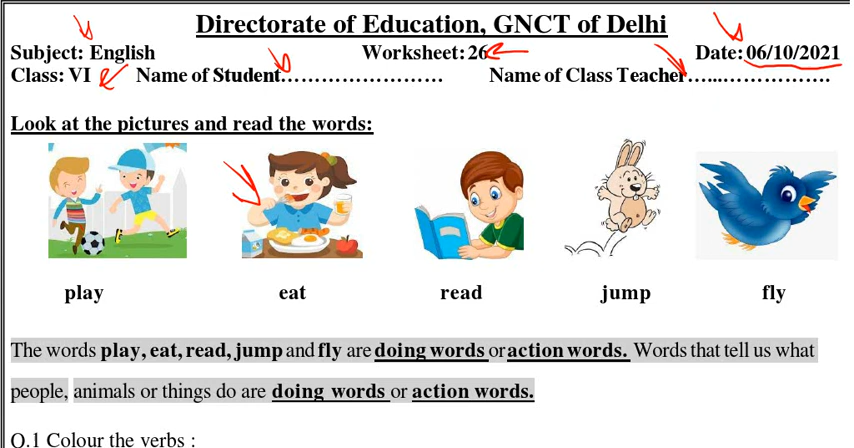 Directorate of Education, GNCT of Delhi
Subject: English Worksheet: 26 Date: 06/10/2021
Class: VI Name of Student…………………… Name of Class Teacher…...…………….
Look at the pictures and read the words:
play eat read jump fly
The words play, eat, read, jump and fly are doing words or action words. Words that tell us what
people, animals or things do are doing words or action words.
Q.1 Colour the verbs :